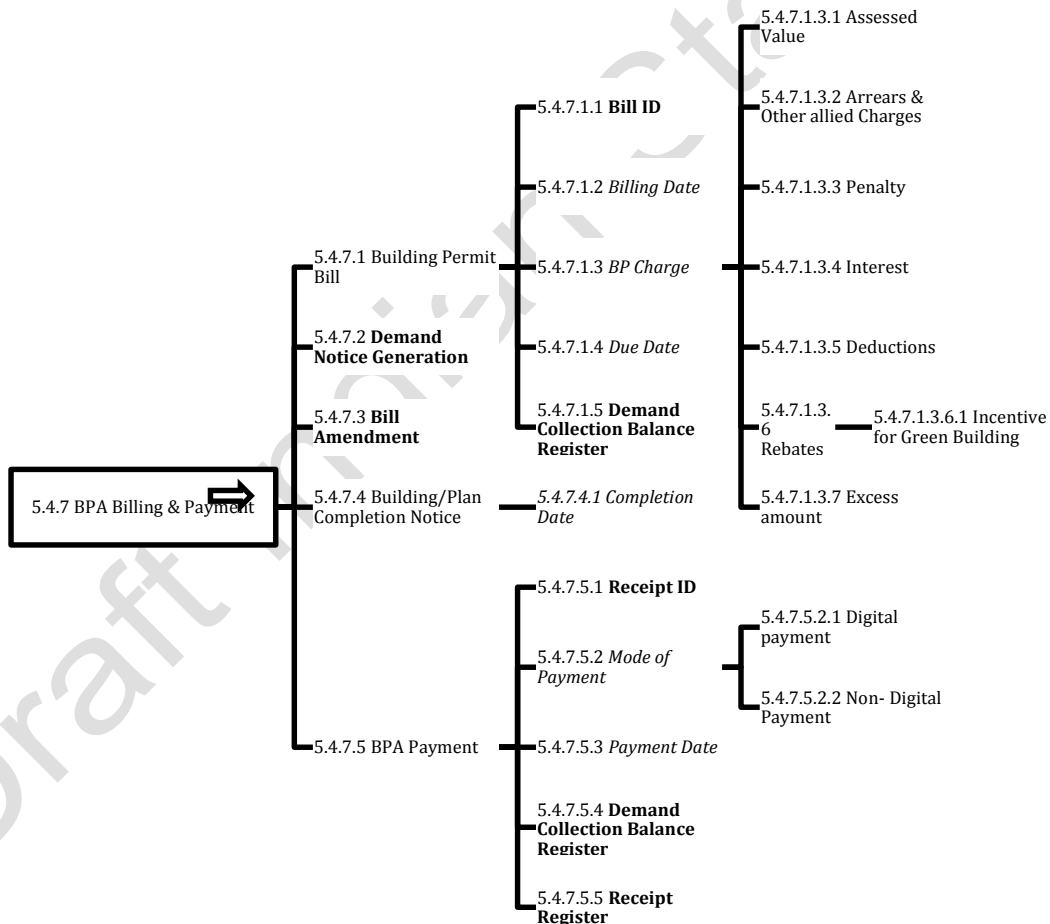 5.4.7 BPA Billing & Payment
5.4.7.1 Building Permit
Bill
5.4.7.1.1 Bill ID
5.4.7.1.2 Billing Date
5.4.7.1.3 BP Charge
5.4.7.1.3.1 Assessed
Value
5.4.7.1.3.2 Arrears &
Other allied Charges
5.4.7.1.3.3 Penalty
5.4.7.1.3.4 Interest
5.4.7.1.3.5 Deductions
5.4.7.1.3.
6
Rebates
5.4.7.1.3.6.1 Incentive
for Green Building
5.4.7.1.3.7 Excess
amount
5.4.7.1.4 Due Date
5.4.7.1.5 Demand
Collection Balance
Register
5.4.7.2 Demand
Notice Generation
5.4.7.3 Bill
Amendment
5.4.7.4 Building/Plan
Completion Notice
5.4.7.4.1 Completion
Date
5.4.7.5 BPA Payment
5.4.7.5.1 Receipt ID
5.4.7.5.2 Mode of
Payment
5.4.7.5.2.1 Digital
payment
5.4.7.5.2.2 Non- Digital
Payment
5.4.7.5.3 Payment Date
5.4.7.5.4 Demand
Collection Balance
Register
5.4.7.5.5 Receipt
Register